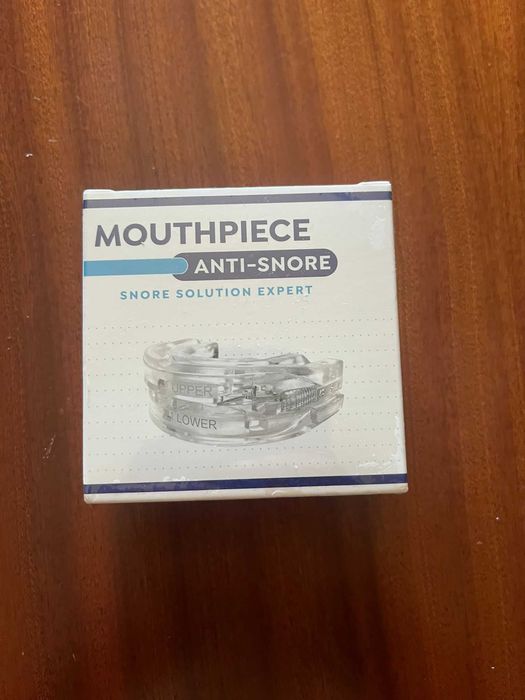 MOUTHPIECE
ANTI-SNORE
SNORE SOLUTION EXPERT
UPPER
LOWER